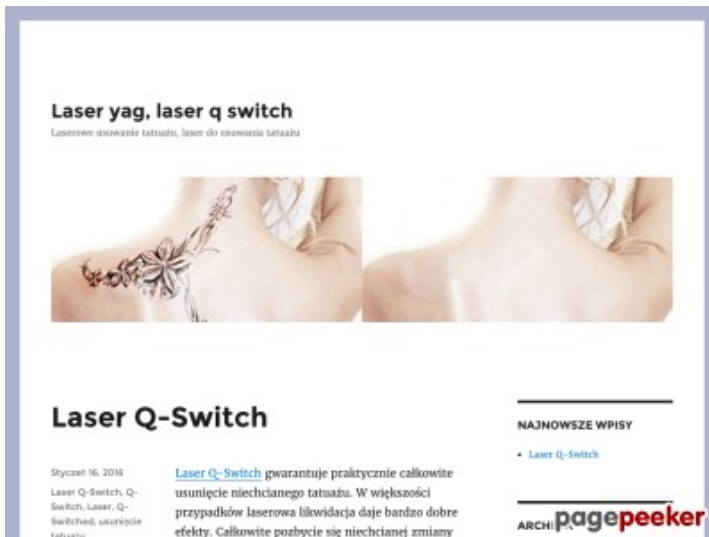 Laser yag, laser q switch
Laserowe usuwanie tatuażu, laser do usuwania tatuażu
Laser Q-Switch
Styczeń 16, 2016
Laser Q-Switch, Q-
Switch, Laser, Q-
Switched, usunięcie
tatuażu
Laser Q-Switch gwarantuje praktycznie całkowite
usunięcie niechcianego tatuażu. W większości
przypadków laserowa likwidacja daje bardzo dobre
efekty. Całkowite pozbycie się niechcianej zmiany
NAJNOWSZE WPISY
• Laser Q-Switch
pagepeeker